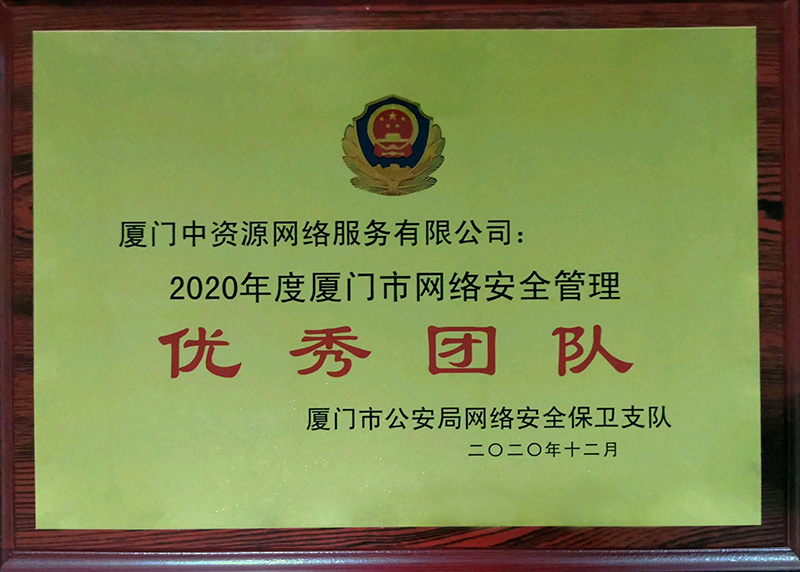 厦门中资源网络服务有限公司：
2020年度厦门市网络安全管理
优秀团队
厦门市公安局网络安全保卫支队
二〇二〇年十二月